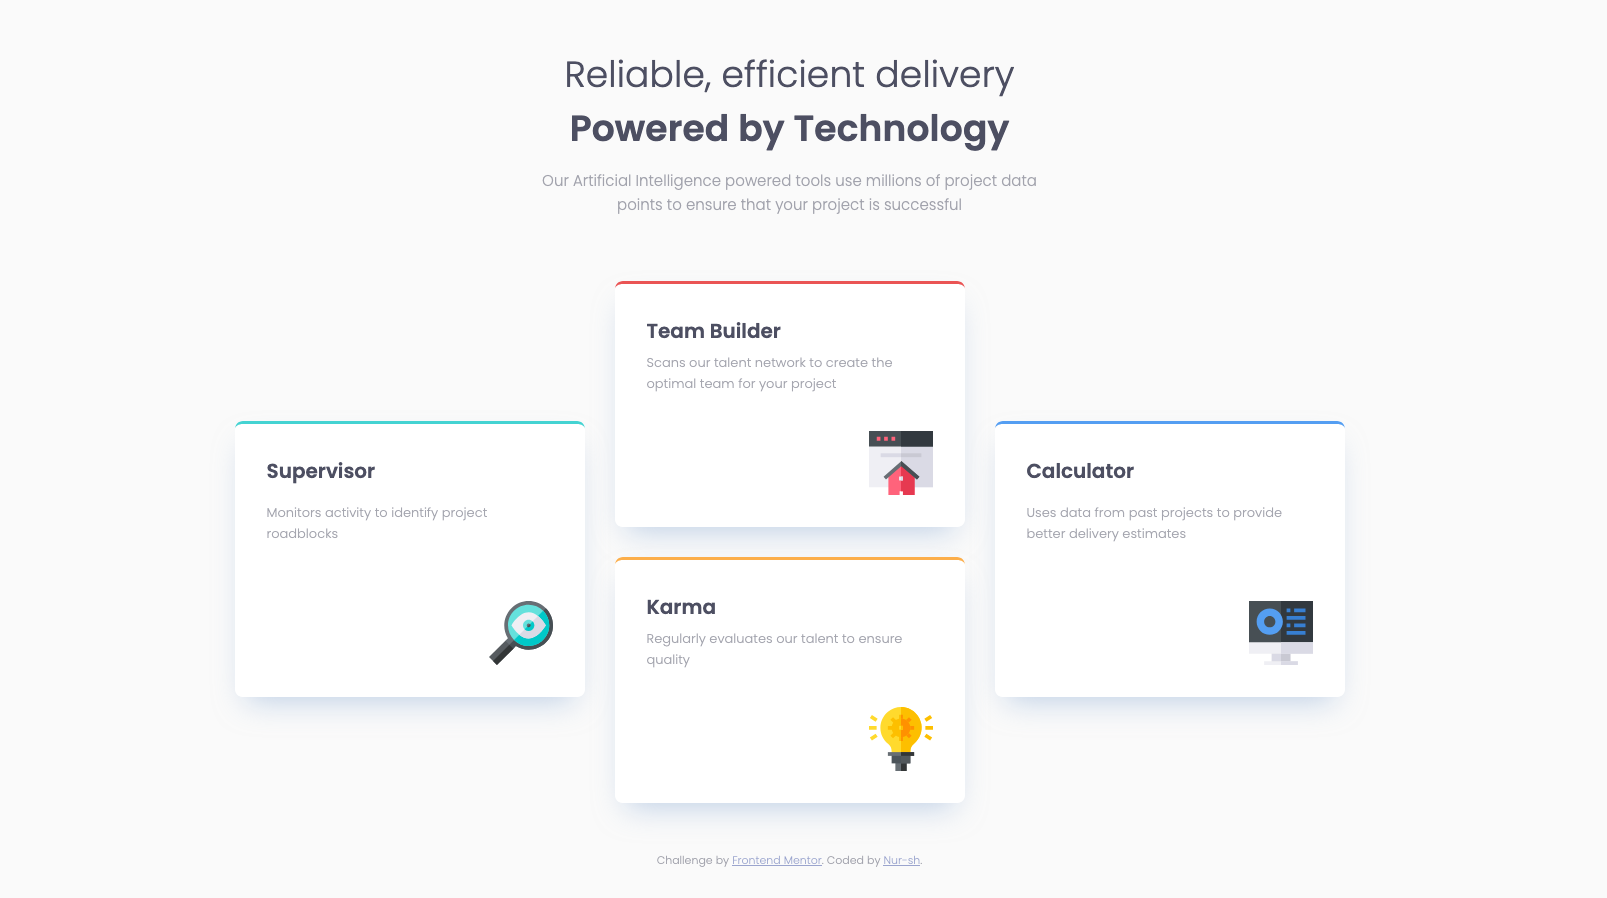 Reliable, efficient delivery
Powered by Technology
Our Artificial Intelligence powered tools use millions of project data
points to ensure that your project is successful
Team Builder
Scans our talent network to create the
optimal team for your project
Supervisor
Monitors activity to identify project
roadblocks
Calculator
Uses data from past projects to provide
better delivery estimates
Karma
Regularly evaluates our talent to ensure
quality
Challenge by Frontend Mentor. Coded by Nur-sh.